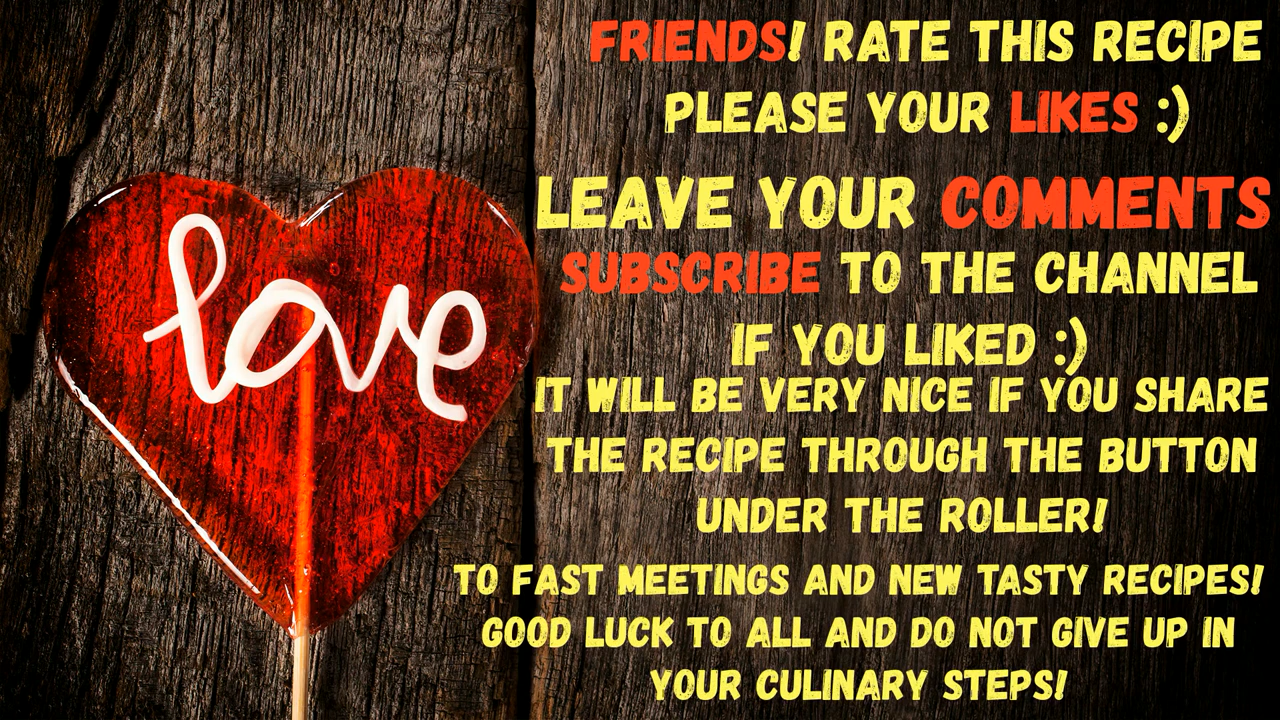 love
FRIENDS! RATE THIS RECIPE
PLEASE YOUR LIKES :)
LEAVE YOUR COMMENTS
SUBSCRIBE TO THE CHANNEL
IF YOU LIKED :)
IT WILL BE VERY NICE IF YOU SHARE
THE RECIPE THROUGH THE BUTTON
UNDER THE ROLLER!
TO FAST MEETINGS AND NEW TASTY RECIPES!
GOOD LUCK TO ALL AND DO NOT GIVE UP IN
YOUR CULINARY STEPS!